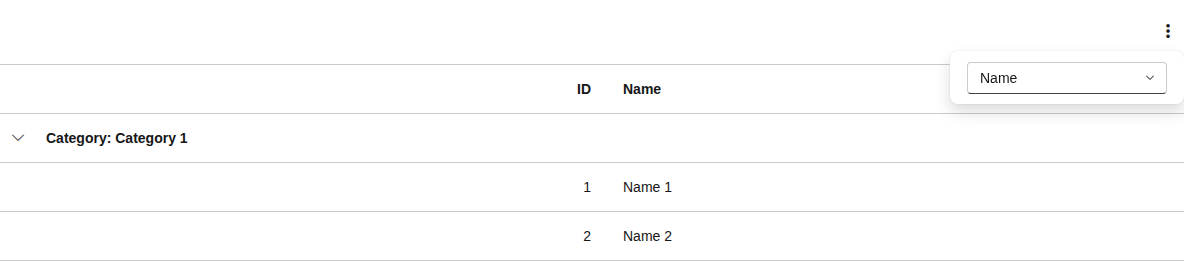 ID Name
Name
Category: Category 1
1 Name 1
2 Name 2